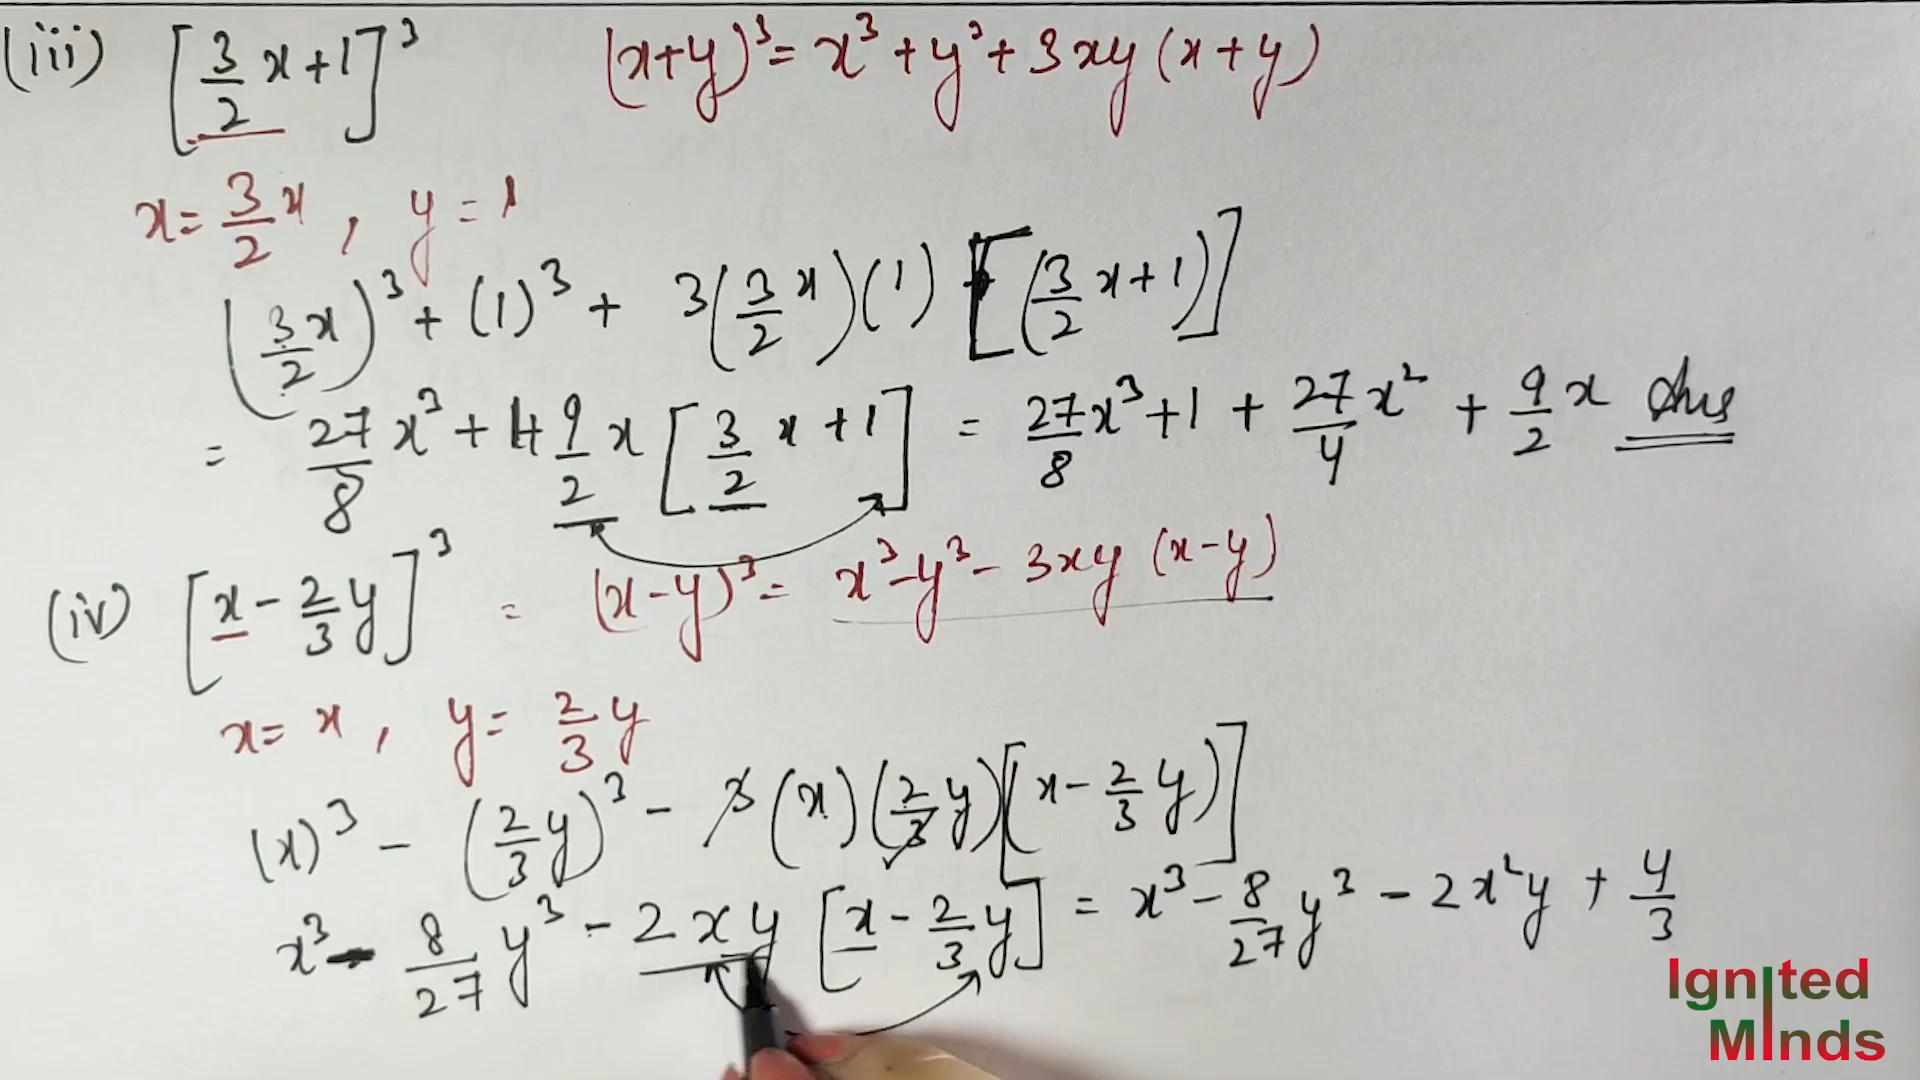 (iii) [3/2 x+1]³ (x+y)³= x³+y³+3xy(x+y)
x= 3/2 x , y=1
(3/2 x)³ + (1)³ + 3(3/2 x)(1) [(3/2 x+1)]
= 27/8 x³ + 1 + 9/2 x [3/2 x + 1] = 27/8 x³ + 1 + 27/4 x² + 9/2 x Ans
(iv) [x - 2/3 y]³ = (x-y)³= x³-y³- 3xy (x-y)
x= x , y= 2/3 y
(x)³ - (2/3 y)³ - 3(x)(2/3 y)[(x - 2/3 y)]
x³ - 8/27 y³ - 2xy [x - 2/3 y] = x³ - 8/27 y³ - 2x²y + 4/3
Ignited
Minds